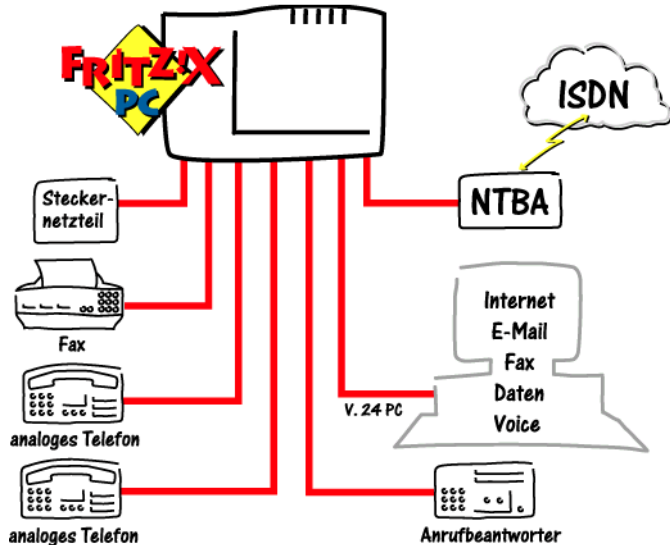 FRITZ!X
PC
ISDN
Stecker-
netzteil
NTBA
Fax
Internet
E-Mail
Fax
Daten
Voice
V. 24 PC
analoges Telefon
analoges Telefon
Anrufbeantworter